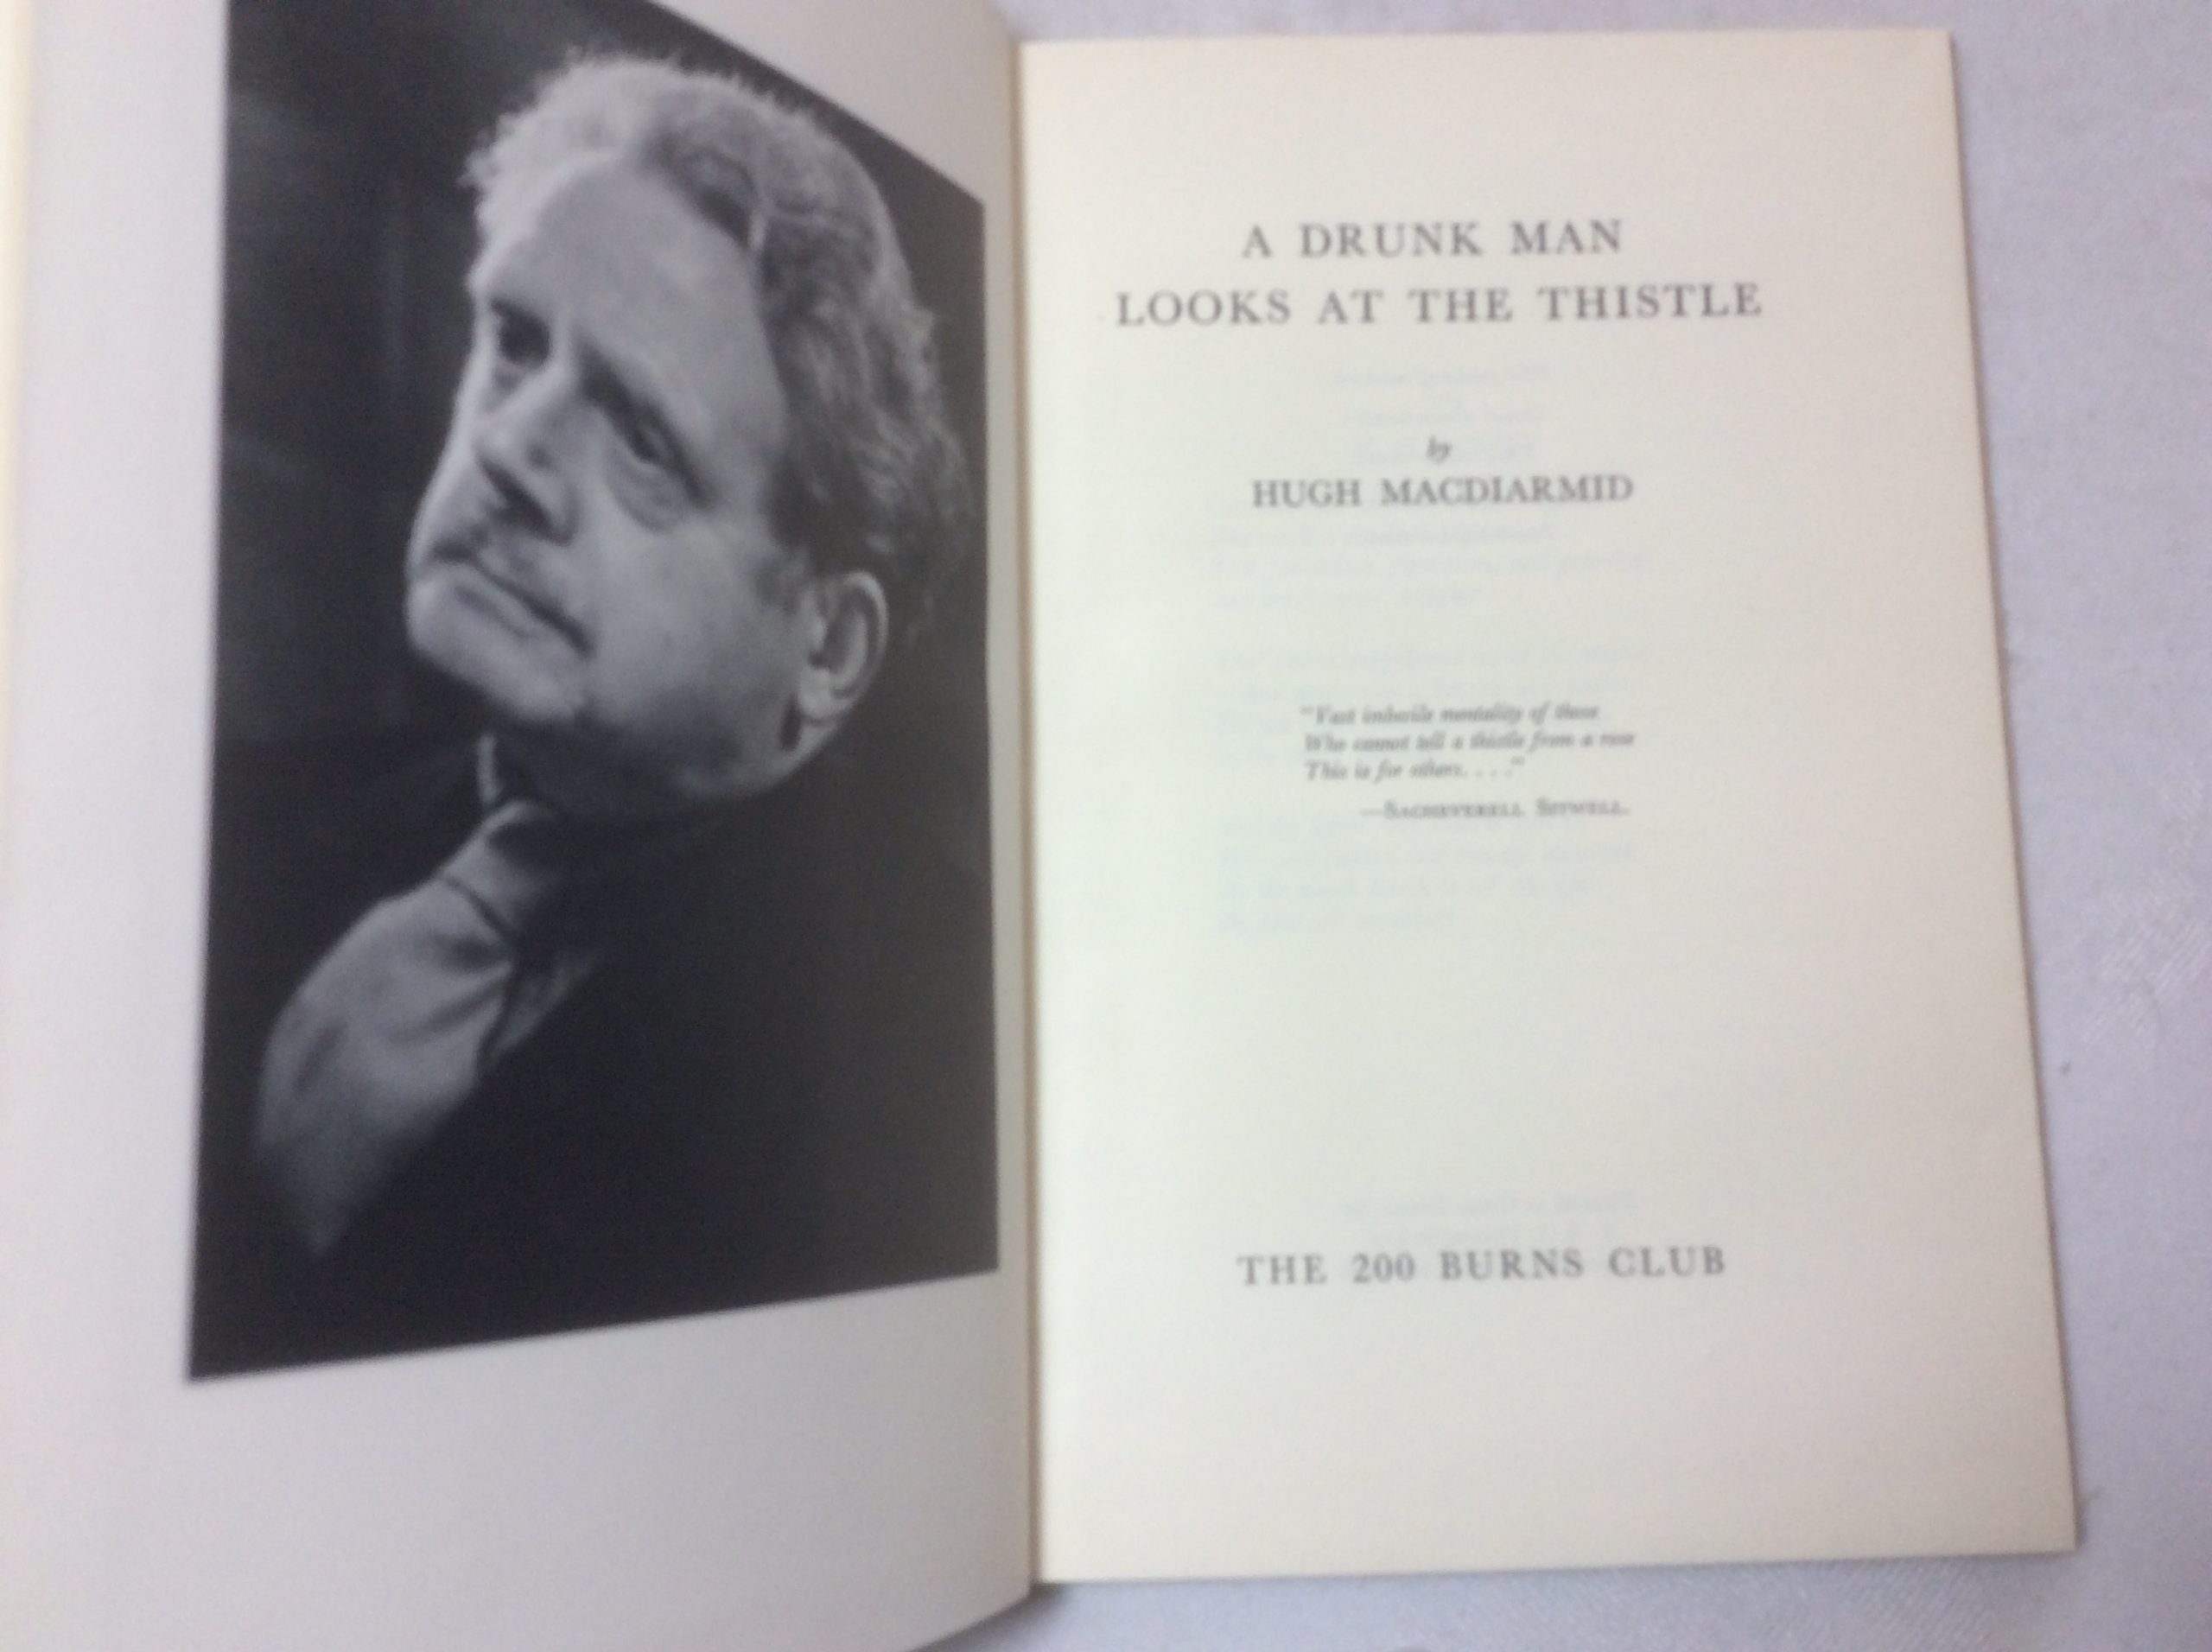 A DRUNK MAN
LOOKS AT THE THISTLE
by
HUGH MACDIARMID
"Vast imbecile mentality of those
Who cannot tell a thistle from a rose
This is for others. . . ."
—SACHEVERELL SITWELL.
THE 200 BURNS CLUB